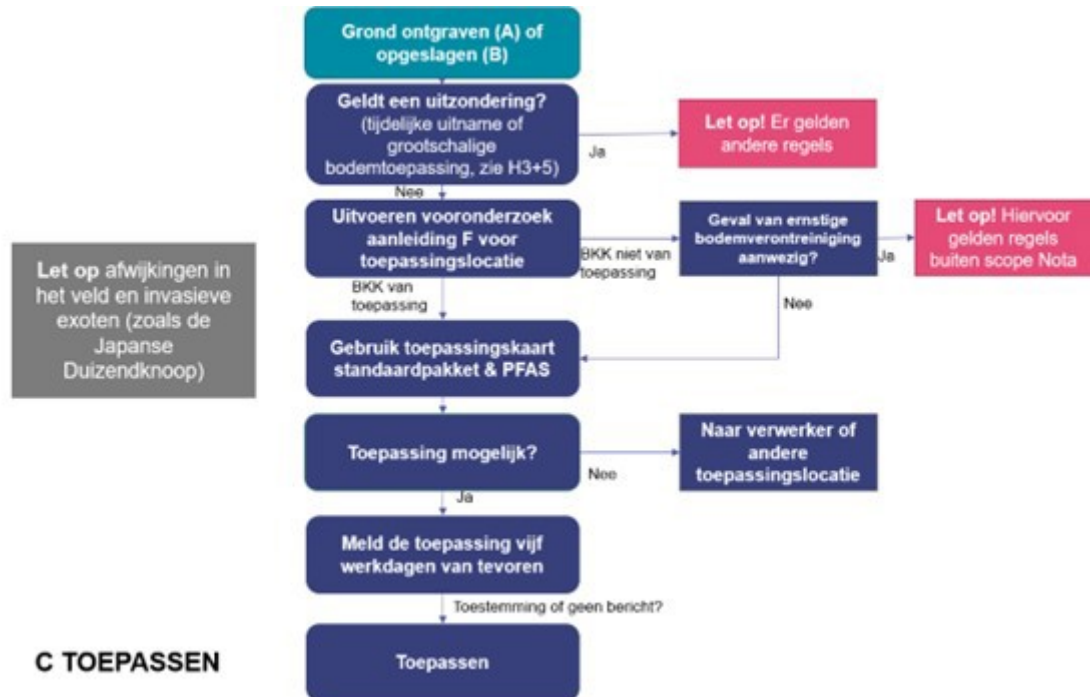 Grond ontgraven (A) of
opgeslagen (B)
Geldt een uitzondering?
(tijdelijke uitname of
grootschalige
bodemtoepassing, zie H3+5)
Ja
Let op! Er gelden
andere regels
Nee
Uitvoeren vooronderzoek
aanleiding F voor
toepassingslocatie
BKK niet van
toepassing
Geval van ernstige
bodemverontreiniging
aanwezig?
Ja
Let op! Hiervoor
gelden regels
buiten scope Nota
Let op afwijkingen in
het veld en invasieve
exoten (zoals de
Japanse
Duizendknoop)
BKK van
toepassing
Nee
Gebruik toepassingskaart
standaardpakket & PFAS
Toepassing mogelijk?
Nee
Naar verwerker of
andere
toepassingslocatie
Ja
Meld de toepassing vijf
werkdagen van tevoren
Toestemming of geen bericht?
Toepassen
C TOEPASSEN